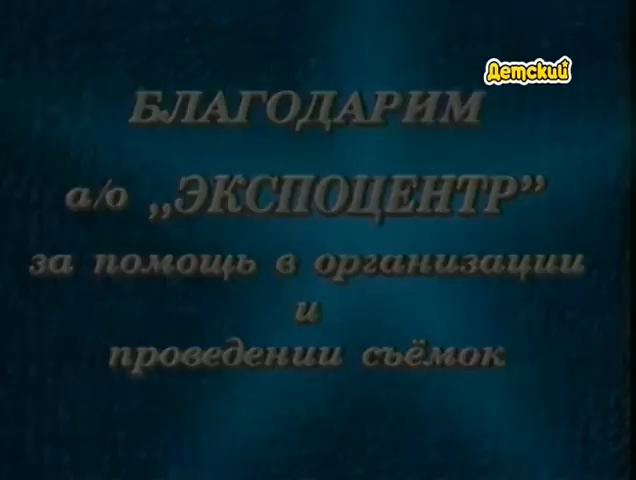 Детский
БЛАГОДАРИМ
а/о „ЭКСПОЦЕНТР”
за помощь в организации
и
проведении съёмок